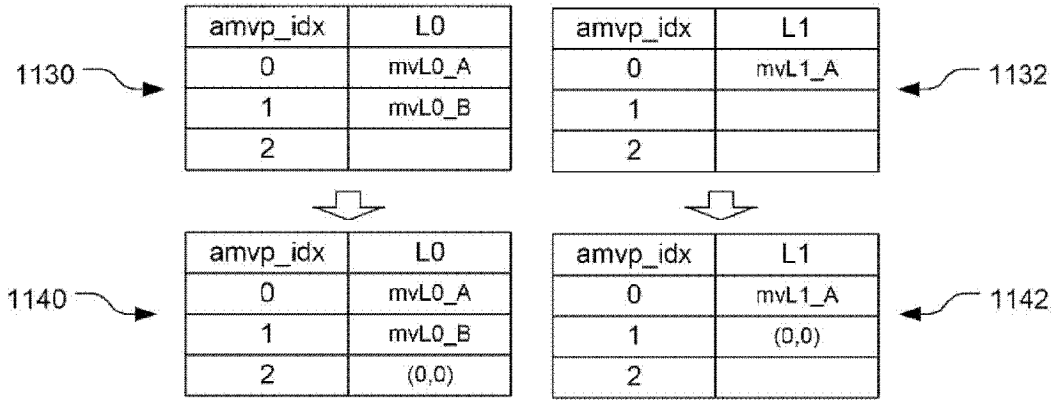 amvp_idx L0 amvp_idx L1
1130 0 mvL0_A 0 mvL1_A 1132
1 mvL0_B 1
2 2
amvp_idx L0 amvp_idx L1
1140 0 mvL0_A 0 mvL1_A 1142
1 mvL0_B 1 (0,0)
2 (0,0) 2